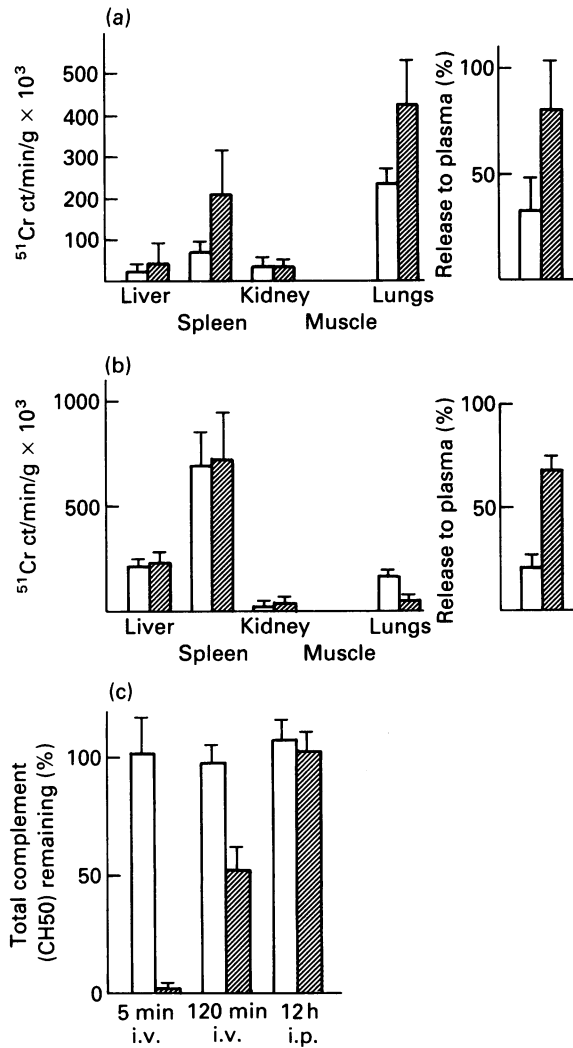 (a)
⁵¹Cr ct/min/g × 10³
500
400
300
200
100
Liver
Spleen
Kidney
Muscle
Lungs
Release to plasma (%)
100
50
(b)
⁵¹Cr ct/min/g × 10³
1000
500
Liver
Spleen
Kidney
Muscle
Lungs
Release to plasma (%)
100
50
(c)
Total complement
(CH50) remaining (%)
100
50
0
5 min
i.v.
120 min
i.v.
12 h
i.p.